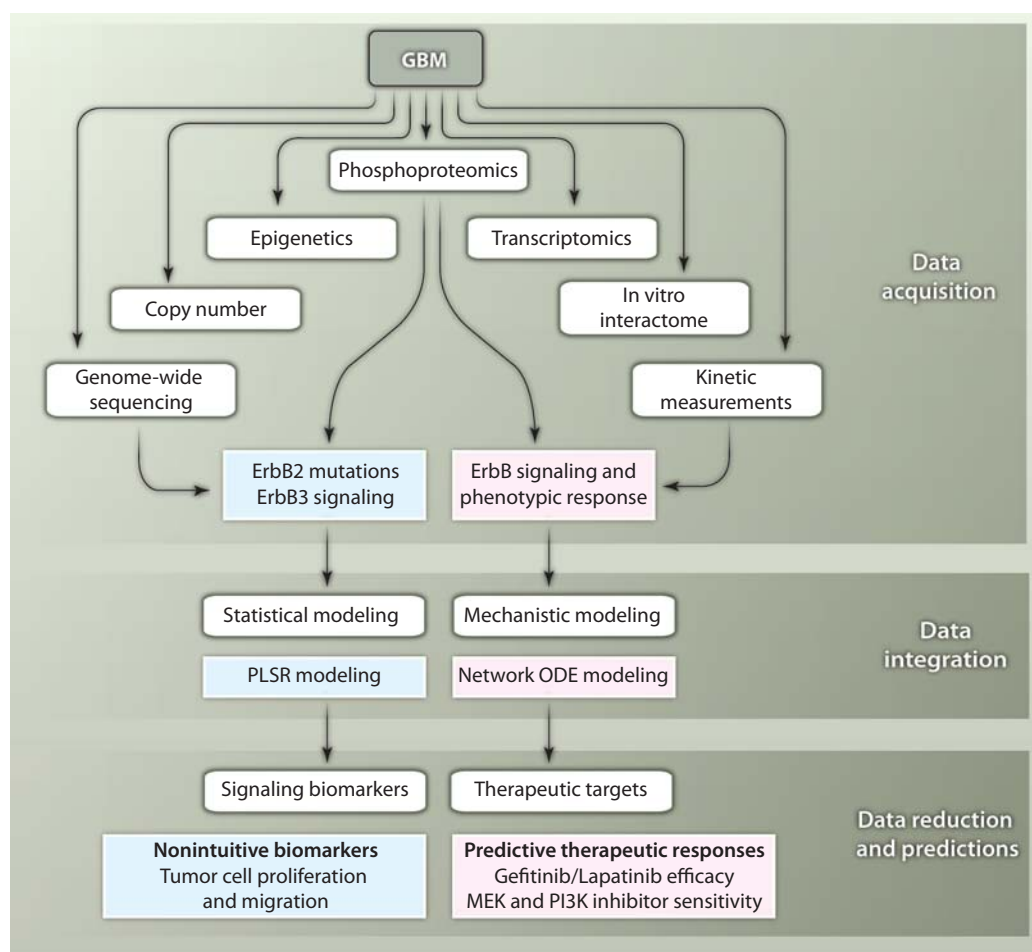 GBM
Phosphoproteomics
Epigenetics
Transcriptomics
Data
acquisition
Copy number
In vitro
interactome
Genome-wide
sequencing
Kinetic
measurements
ErbB2 mutations
ErbB3 signaling
ErbB signaling and
phenotypic response
Statistical modeling
Mechanistic modeling
Data
integration
PLSR modeling
Network ODE modeling
Signaling biomarkers
Therapeutic targets
Data reduction
and predictions
Nonintuitive biomarkers
Tumor cell proliferation
and migration
Predictive therapeutic responses
Gefitinib/Lapatinib efficacy
MEK and PI3K inhibitor sensitivity